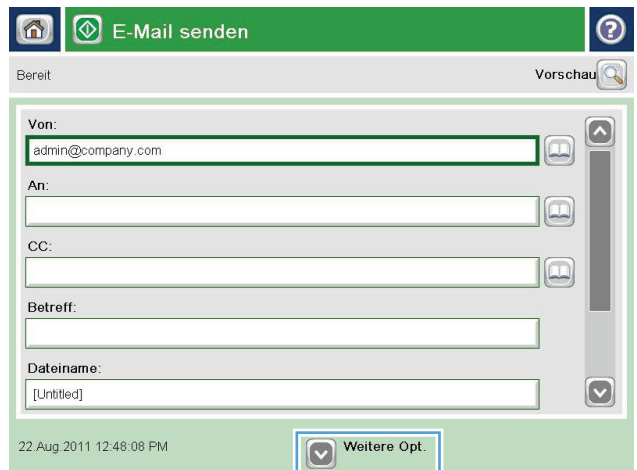 E-Mail senden
Bereit
Vorschau
Von:
admin@company.com
An:
CC:
Betreff:
Dateiname:
[Untitled]
22.Aug.2011 12:48:08 PM
Weitere Opt.